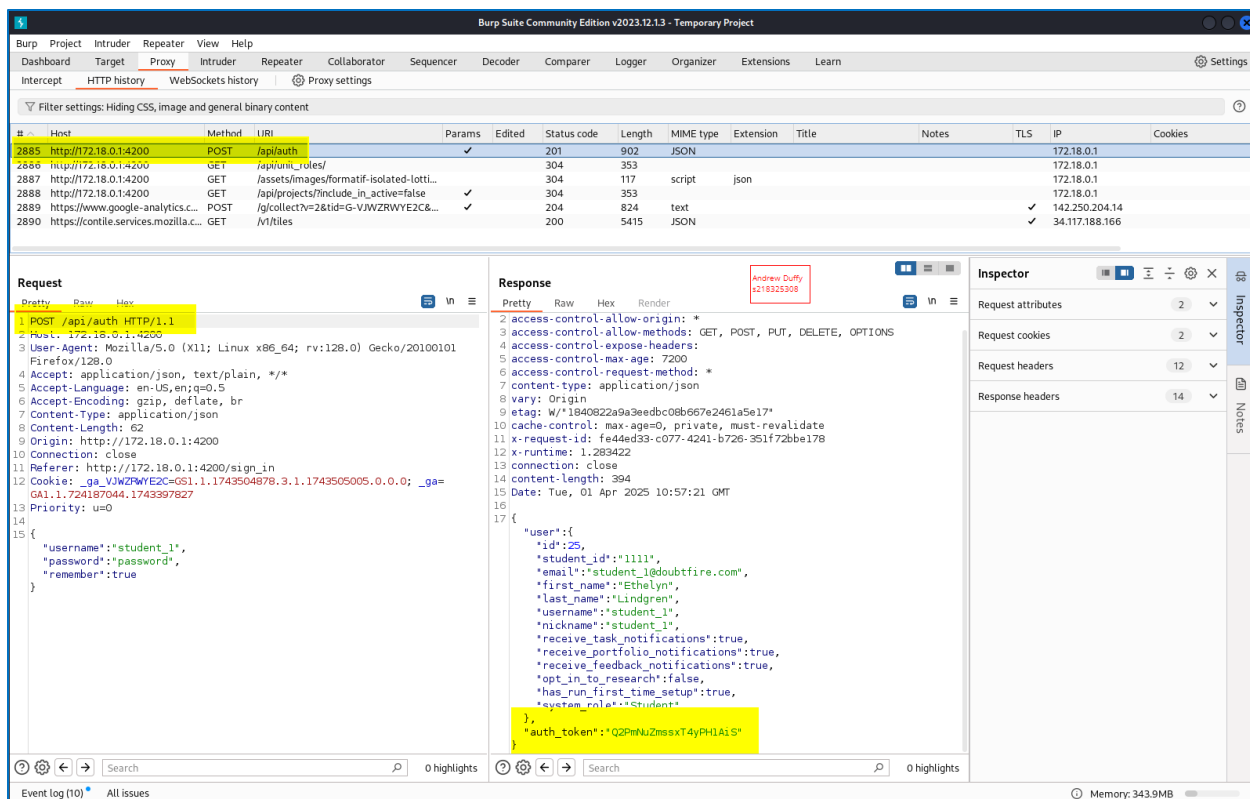 Burp Suite Community Edition v2023.12.1.3 - Temporary Project
Burp Project Intruder Repeater View Help
Dashboard Target Proxy Intruder Repeater Collaborator Sequencer Decoder Comparer Logger Organizer Extensions Learn Settings
Intercept HTTP history WebSockets history Proxy settings
Filter settings: Hiding CSS, image and general binary content
# Host Method URL Params Edited Status code Length MIME type Extension Title Notes TLS IP Cookies
2885 http://172.18.0.1:4200 POST /api/auth ✓ 201 902 JSON 172.18.0.1
2886 http://172.18.0.1:4200 GET /api/unit_roles/ 304 353 172.18.0.1
2887 http://172.18.0.1:4200 GET /assets/images/formatif-isolated-lotti... 304 117 script json 172.18.0.1
2888 http://172.18.0.1:4200 GET /api/projects/?include_in_active=false ✓ 304 353 172.18.0.1
2889 https://www.google-analytics.c... POST /g/collect?v=2&tid=G-VJWZRWYE2C&... ✓ 204 824 text ✓ 142.250.204.14
2890 https://contile.services.mozilla.c... GET /v1/tiles 200 5415 JSON ✓ 34.117.188.166
Request
Pretty Raw Hex \n
1 POST /api/auth HTTP/1.1
2 Host: 172.18.0.1:4200
3 User-Agent: Mozilla/5.0 (X11; Linux x86_64; rv:128.0) Gecko/20100101
Firefox/128.0
4 Accept: application/json, text/plain, */*
5 Accept-Language: en-US,en;q=0.5
6 Accept-Encoding: gzip, deflate, br
7 Content-Type: application/json
8 Content-Length: 62
9 Origin: http://172.18.0.1:4200
10 Connection: close
11 Referer: http://172.18.0.1:4200/sign_in
12 Cookie: _ga_VJWZRWYE2C=GS1.1.1743504878.3.1.1743505005.0.0.0; _ga=
GA1.1.724187044.1743397827
13 Priority: u=0
14
15 {
"username":"student_1",
"password":"password",
"remember":true
}
Search 0 highlights
Response
Andrew Duffy
s218325308
Pretty Raw Hex Render \n
2 access-control-allow-origin: *
3 access-control-allow-methods: GET, POST, PUT, DELETE, OPTIONS
4 access-control-expose-headers:
5 access-control-max-age: 7200
6 access-control-request-method: *
7 content-type: application/json
8 vary: Origin
9 etag: W/"1840822a9a3eedbc08b667e2461a5e17"
10 cache-control: max-age=0, private, must-revalidate
11 x-request-id: fe44ed33-c077-4241-b726-351f72bbe178
12 x-runtime: 1.283422
13 connection: close
14 content-length: 394
15 Date: Tue, 01 Apr 2025 10:57:21 GMT
16
17 {
"user":{
"id":25,
"student_id":"1111",
"email":"student_1@doubtfire.com",
"first_name":"Ethelyn",
"last_name":"Lindgren",
"username":"student_1",
"nickname":"student_1",
"receive_task_notifications":true,
"receive_portfolio_notifications":true,
"receive_feedback_notifications":true,
"opt_in_to_research":false,
"has_run_first_time_setup":true,
"system_role":"Student"
},
"auth_token":"Q2PmNuZmssxT4yPH1AiS"
}
Search 0 highlights
Inspector
Request attributes 2
Request cookies 2
Request headers 12
Response headers 14
Inspector
Notes
Event log (10) All issues Memory: 343.9MB